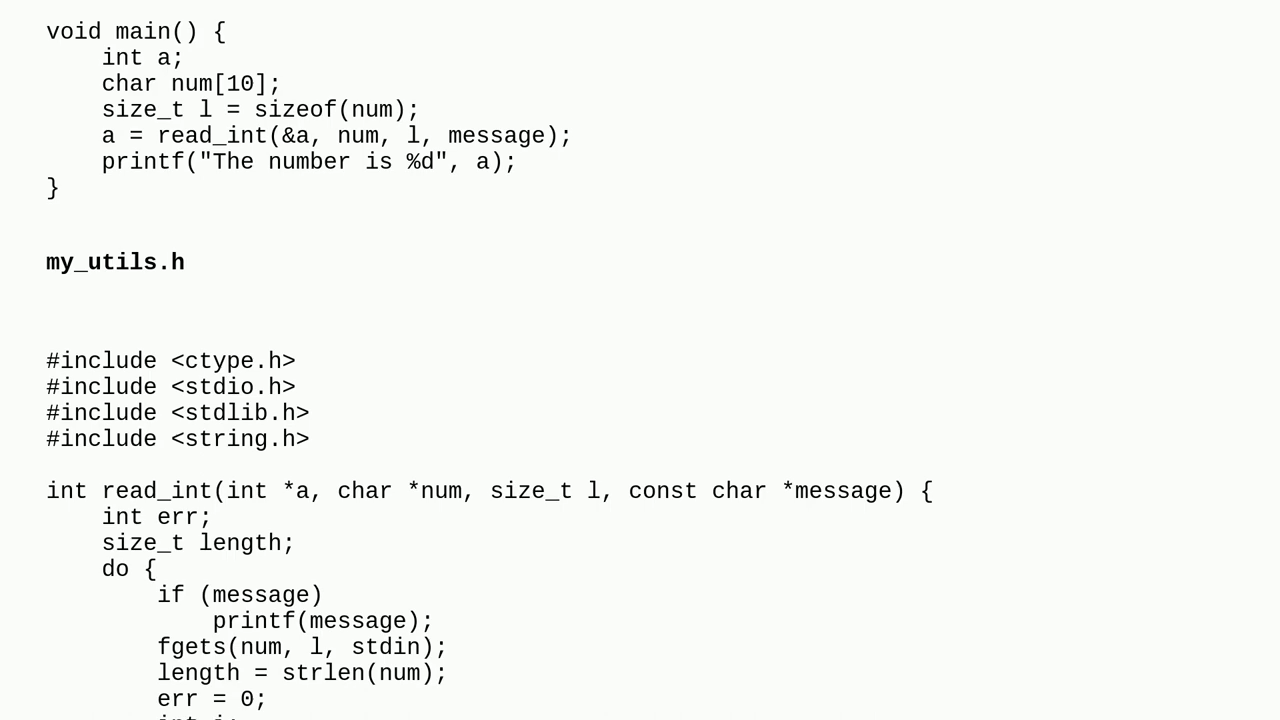 void main() {
    int a;
    char num[10];
    size_t l = sizeof(num);
    a = read_int(&a, num, l, message);
    printf("The number is %d", a);
}
my_utils.h
#include <ctype.h>
#include <stdio.h>
#include <stdlib.h>
#include <string.h>
int read_int(int *a, char *num, size_t l, const char *message) {
    int err;
    size_t length;
    do {
        if (message)
            printf(message);
        fgets(num, l, stdin);
        length = strlen(num);
        err = 0;